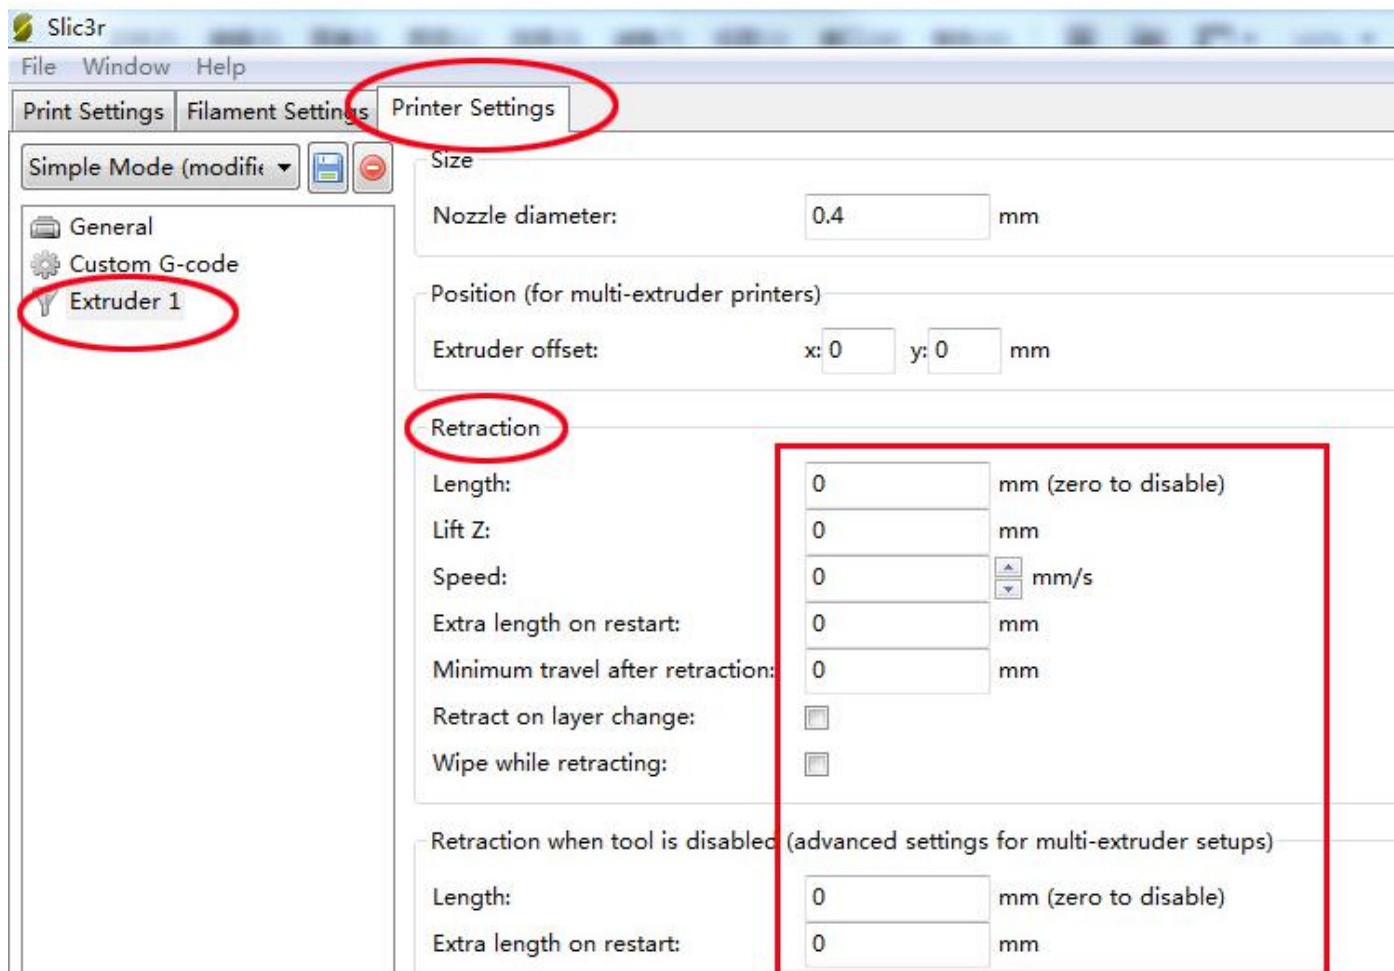 Slic3r
File Window Help
Print Settings Filament Settings Printer Settings
Simple Mode (modifie
General
Custom G-code
Extruder 1
Size
Nozzle diameter: 0.4 mm
Position (for multi-extruder printers)
Extruder offset: x: 0 y: 0 mm
Retraction
Length: 0 mm (zero to disable)
Lift Z: 0 mm
Speed: 0 mm/s
Extra length on restart: 0 mm
Minimum travel after retraction: 0 mm
Retract on layer change:
Wipe while retracting:
Retraction when tool is disabled (advanced settings for multi-extruder setups)
Length: 0 mm (zero to disable)
Extra length on restart: 0 mm